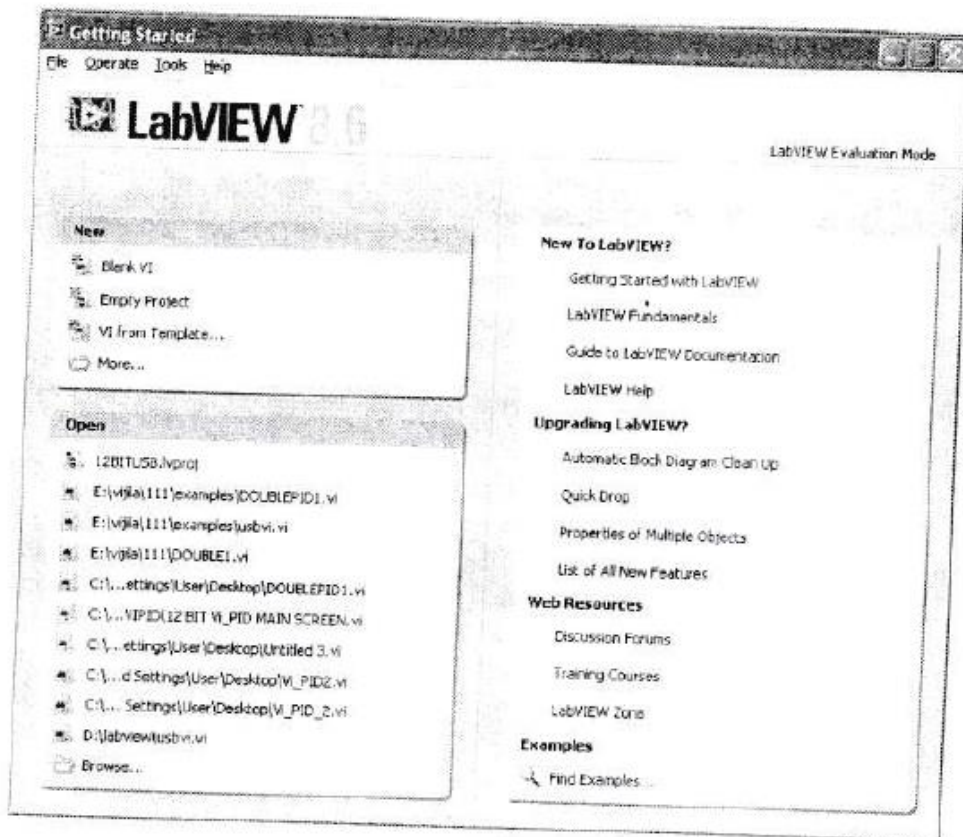 Getting Started
File Operate Tools Help
LabVIEW 8.6
LabVIEW Evaluation Mode
New
Blank VI
Empty Project
VI from Template...
More...
Open
12BITUSB.lvproj
E:\vijila\111\examples\DOUBLEPID1.vi
E:\vijila\111\examples\usbvi.vi
E:\vijila\111\DOUBLE1.vi
C:\...ettings\User\Desktop\DOUBLEPID1.vi
C:\...\VIPID(12 BIT VI_PID MAIN SCREEN.vi
C:\...ettings\User\Desktop\Untitled 3.vi
C:\...d Settings\User\Desktop\VI_PID2.vi
C:\... Settings\User\Desktop\VI_PID_2.vi
D:\labview\usbvi.vi
Browse...
New To LabVIEW?
Getting Started with LabVIEW
LabVIEW Fundamentals
Guide to LabVIEW Documentation
LabVIEW Help
Upgrading LabVIEW?
Automatic Block Diagram Clean Up
Quick Drop
Properties of Multiple Objects
List of All New Features
Web Resources
Discussion Forums
Training Courses
LabVIEW Zone
Examples
Find Examples...